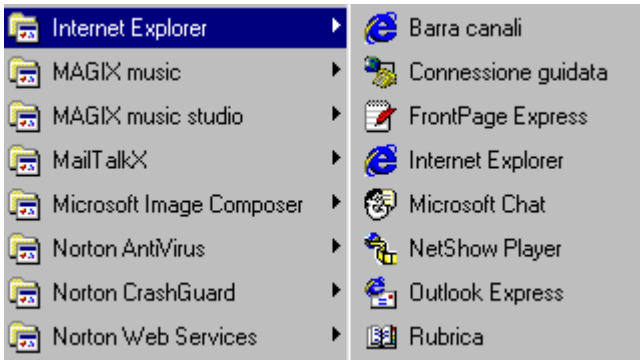 Internet Explorer
MAGIX music
MAGIX music studio
MailTalkX
Microsoft Image Composer
Norton AntiVirus
Norton CrashGuard
Norton Web Services
Barra canali
Connessione guidata
FrontPage Express
Internet Explorer
Microsoft Chat
NetShow Player
Outlook Express
Rubrica